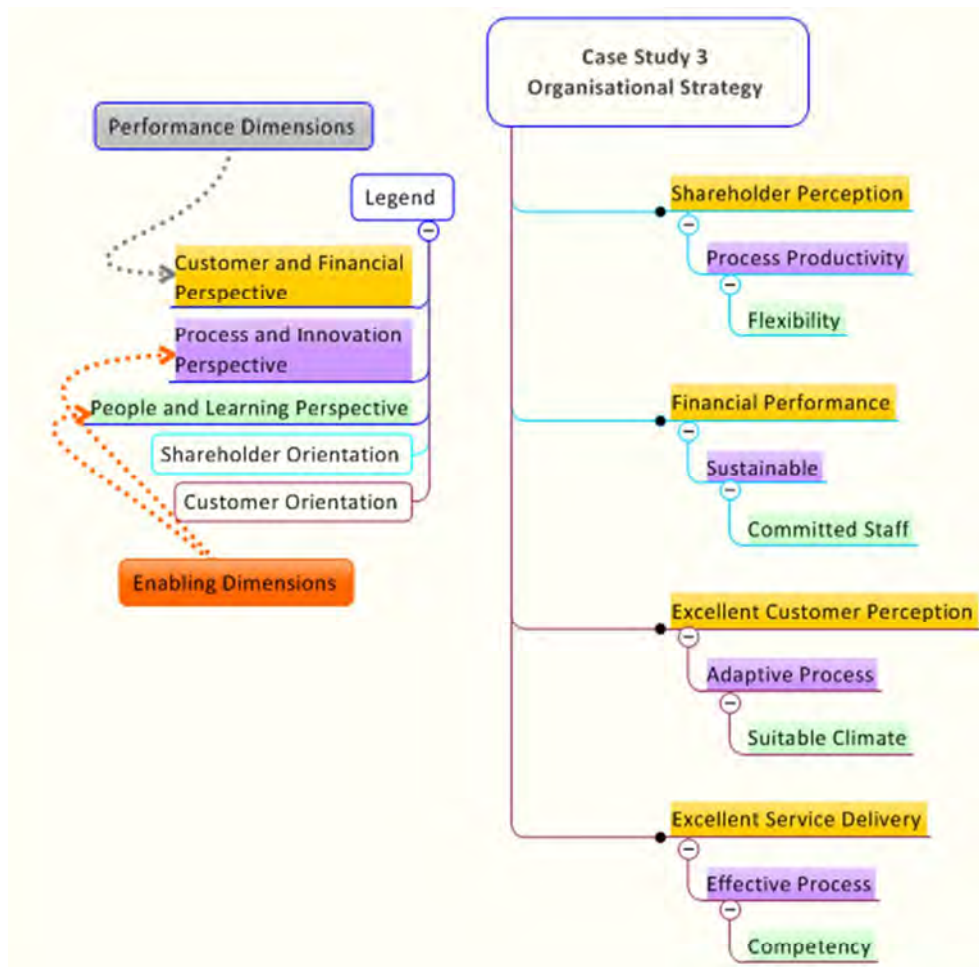 Case Study 3
Organisational Strategy
Performance Dimensions
Legend
Customer and Financial
Perspective
Process and Innovation
Perspective
People and Learning Perspective
Shareholder Orientation
Customer Orientation
Enabling Dimensions
Shareholder Perception
Process Productivity
Flexibility
Financial Performance
Sustainable
Committed Staff
Excellent Customer Perception
Adaptive Process
Suitable Climate
Excellent Service Delivery
Effective Process
Competency